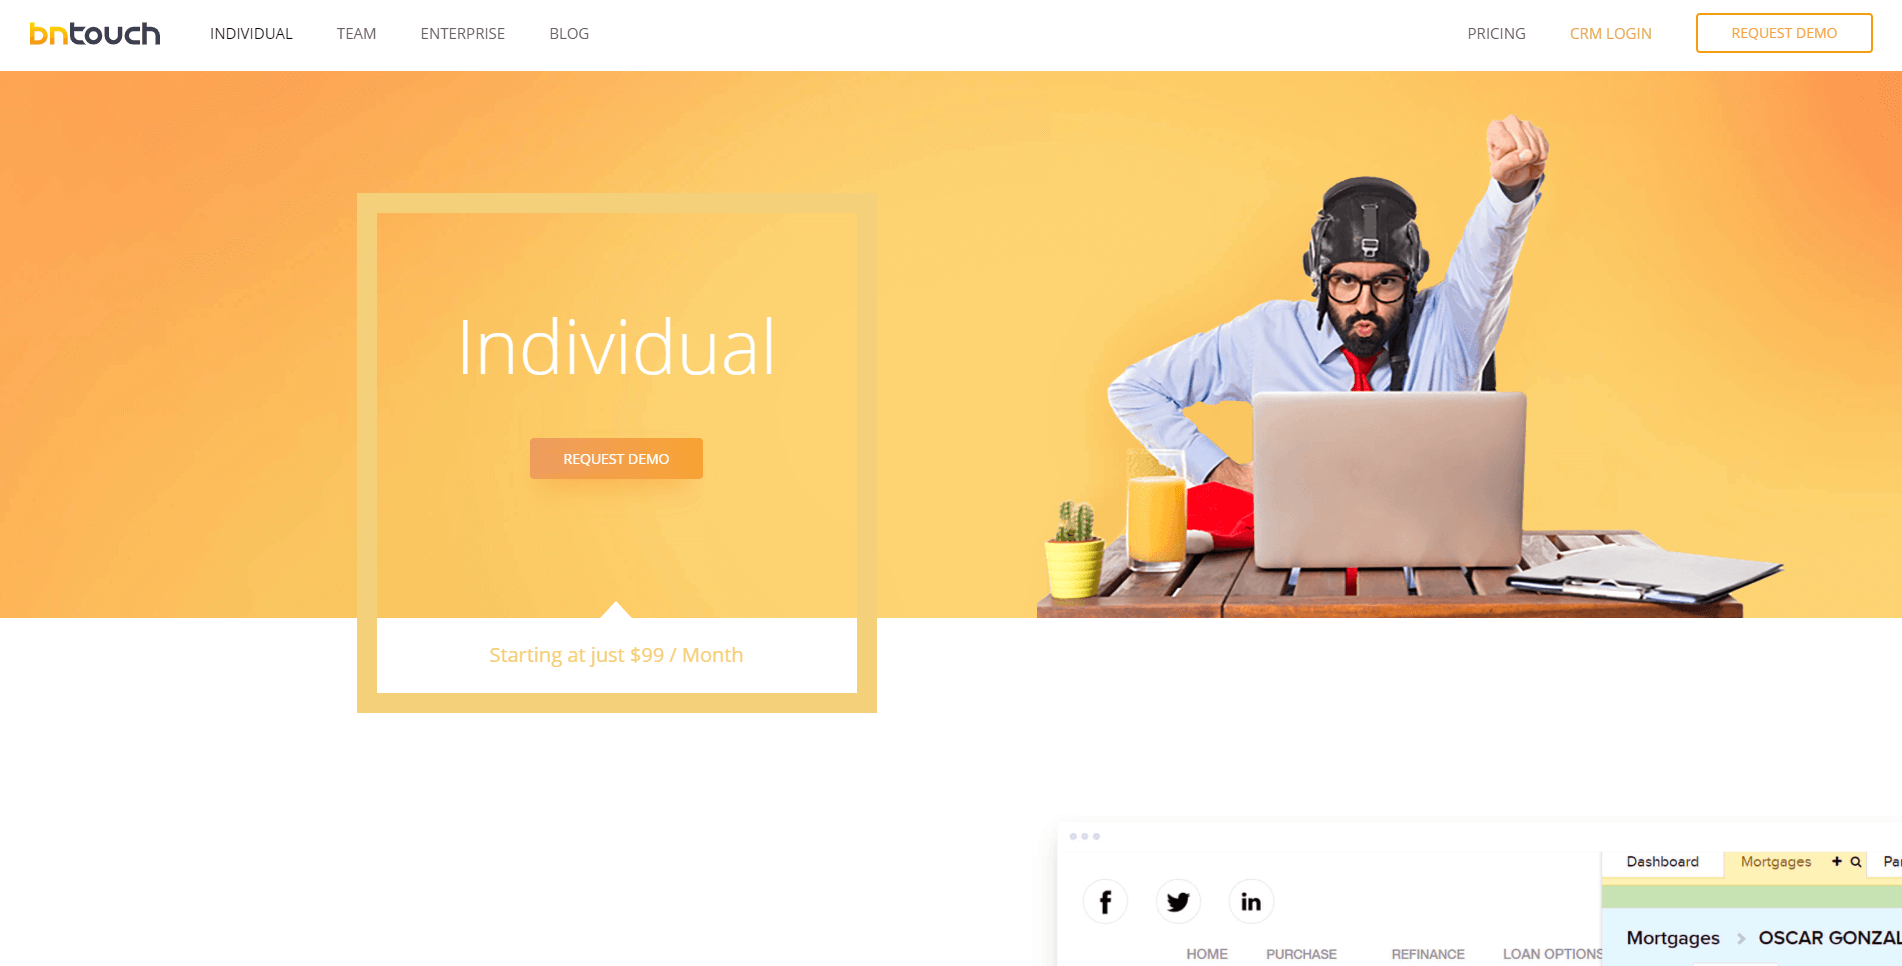 bntouch INDIVIDUAL TEAM ENTERPRISE BLOG PRICING CRM LOGIN REQUEST DEMO
Individual
REQUEST DEMO
Starting at just $99 / Month
Dashboard Mortgages + Pa
f in
Mortgages > OSCAR GONZAL
HOME PURCHASE REFINANCE LOAN OPTIONS